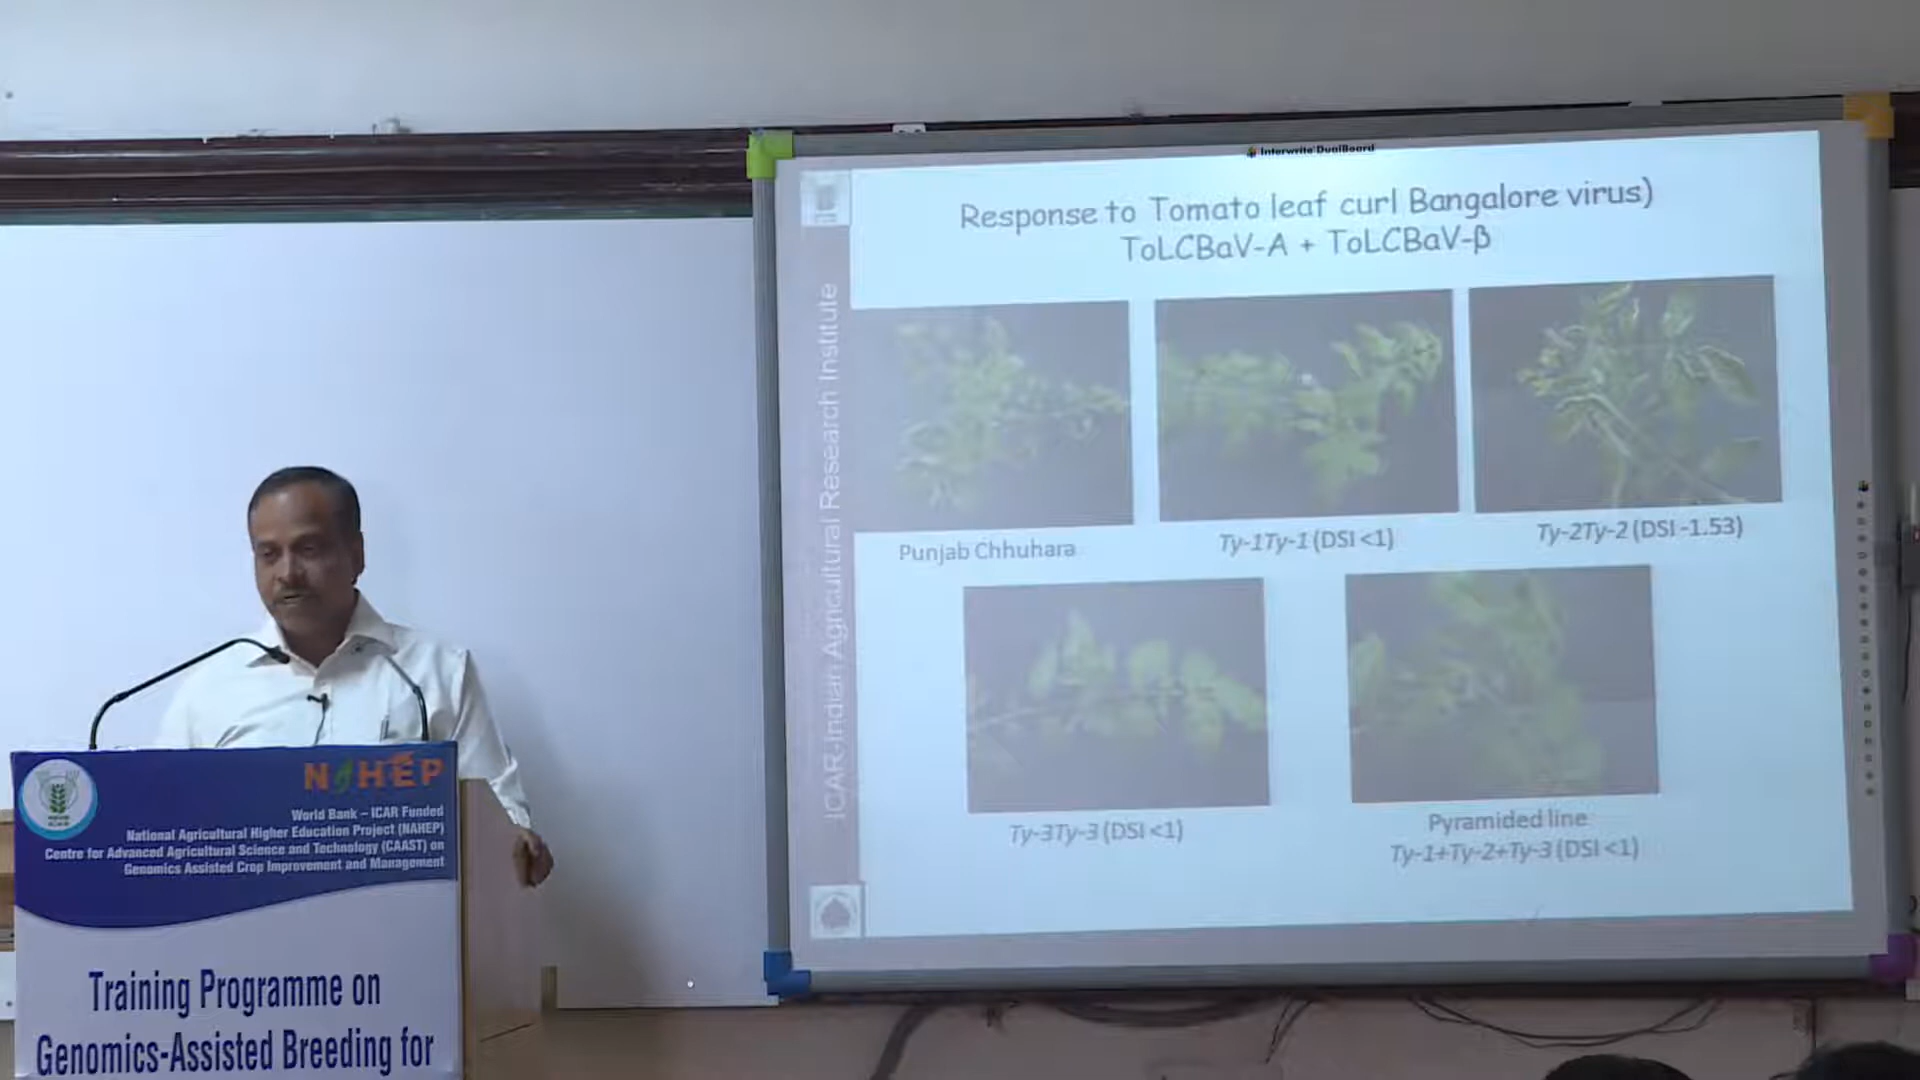 Interwrite DualBoard
Response to Tomato leaf curl Bangalore virus)
ToLCBaV-A + ToLCBaV-β
ICAR-Indian Agricultural Research Institute
Punjab Chhuhara
Ty-1Ty-1 (DSI <1)
Ty-2Ty-2 (DSI -1.53)
Ty-3Ty-3 (DSI <1)
Pyramided line
Ty-1+Ty-2+Ty-3 (DSI <1)
NAHEP
World Bank – ICAR Funded
National Agricultural Higher Education Project (NAHEP)
Centre for Advanced Agricultural Science and Technology (CAAST) on
Genomics Assisted Crop Improvement and Management
Training Programme on
Genomics-Assisted Breeding for